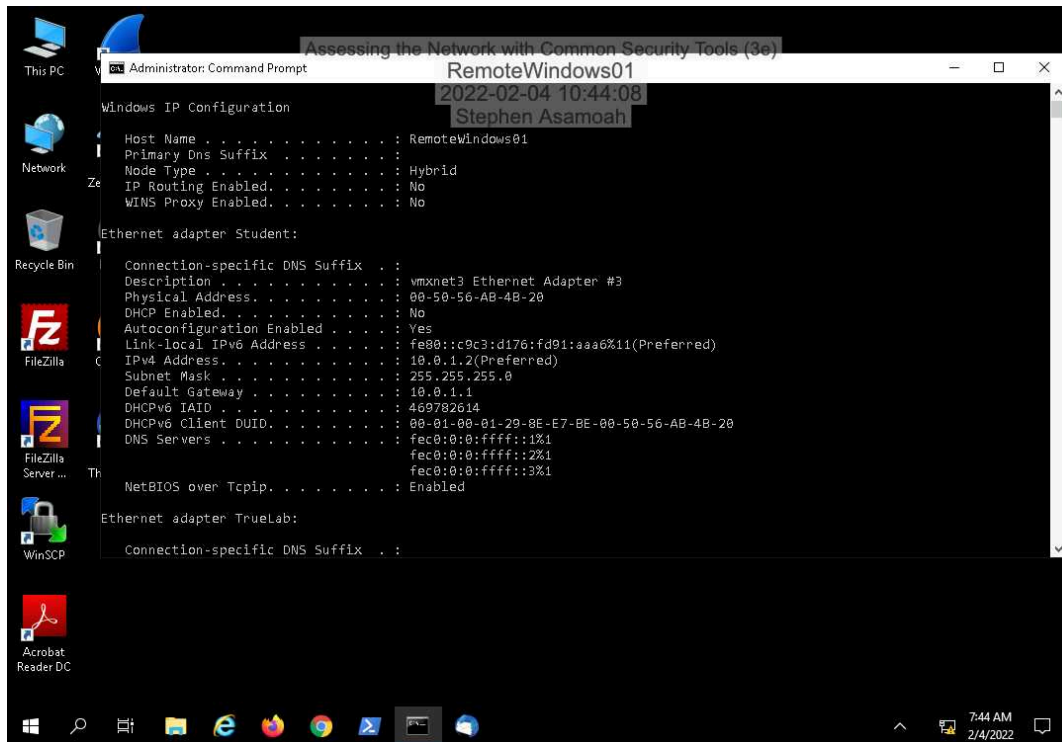 Assessing the Network with Common Security Tools (3e)
RemoteWindows01
2022-02-04 10:44:08
Stephen Asamoah
This PC
Network
Recycle Bin
FileZilla
FileZilla
Server ...
WinSCP
Acrobat
Reader DC
Ze
Th
Administrator: Command Prompt
Windows IP Configuration
Host Name . . . . . . . . . . . . : RemoteWindows01
Primary Dns Suffix  . . . . . . . :
Node Type . . . . . . . . . . . . : Hybrid
IP Routing Enabled. . . . . . . . : No
WINS Proxy Enabled. . . . . . . . : No
Ethernet adapter Student:
Connection-specific DNS Suffix  . :
Description . . . . . . . . . . . : vmxnet3 Ethernet Adapter #3
Physical Address. . . . . . . . . : 00-50-56-AB-4B-20
DHCP Enabled. . . . . . . . . . . : No
Autoconfiguration Enabled . . . . : Yes
Link-local IPv6 Address . . . . . : fe80::c9c3:d176:fd91:aaa6%11(Preferred)
IPv4 Address. . . . . . . . . . . : 10.0.1.2(Preferred)
Subnet Mask . . . . . . . . . . . : 255.255.255.0
Default Gateway . . . . . . . . . : 10.0.1.1
DHCPv6 IAID . . . . . . . . . . . : 469782614
DHCPv6 Client DUID. . . . . . . . : 00-01-00-01-29-8E-E7-BE-00-50-56-AB-4B-20
DNS Servers . . . . . . . . . . . : fec0:0:0:ffff::1%1
fec0:0:0:ffff::2%1
fec0:0:0:ffff::3%1
NetBIOS over Tcpip. . . . . . . . : Enabled
Ethernet adapter TrueLab:
Connection-specific DNS Suffix  . :
7:44 AM
2/4/2022